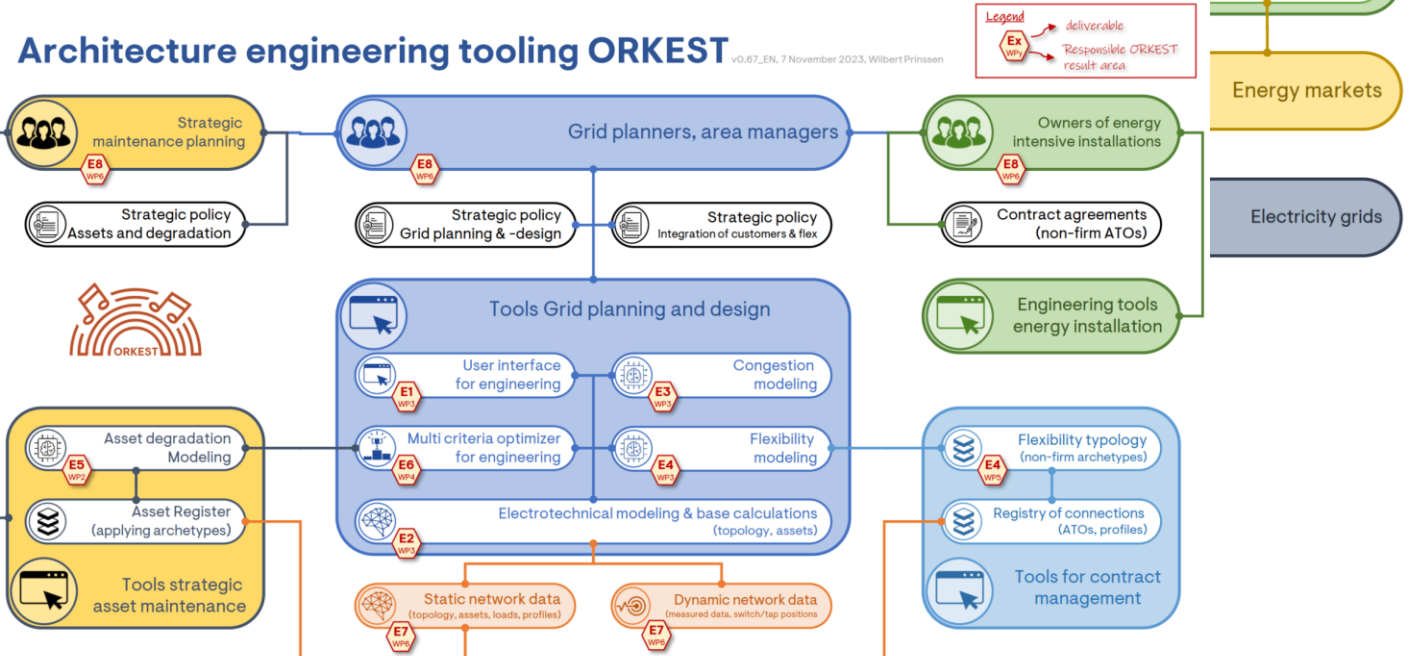 Architecture engineering tooling ORKEST
v0.67_EN, 7 November 2023, Wilbert Prinssen
Legend
Ex
WPy
deliverable
Responsible ORKEST
result area
Energy markets
Electricity grids
Strategic
maintenance planning
E8
WP6
Grid planners, area managers
E8
WP6
Owners of energy
intensive installations
E8
WP6
Strategic policy
Assets and degradation
Strategic policy
Grid planning & -design
Strategic policy
Integration of customers & flex
Contract agreements
(non-firm ATOs)
ORKEST
Tools Grid planning and design
Engineering tools
energy installation
User interface
for engineering
E1
WP3
Congestion
modeling
E3
WP3
Asset degradation
Modeling
E5
WP2
Multi criteria optimizer
for engineering
E6
WP4
Flexibility
modeling
E4
WP3
Flexibility typology
(non-firm archetypes)
E4
WP5
Asset Register
(applying archetypes)
Electrotechnical modeling & base calculations
(topology, assets)
E2
WP3
Registry of connections
(ATOs, profiles)
Tools strategic
asset maintenance
Static network data
(topology, assets, loads, profiles)
E7
WP6
Dynamic network data
(measured data, switch/tap positions
E7
WP6
Tools for contract
management